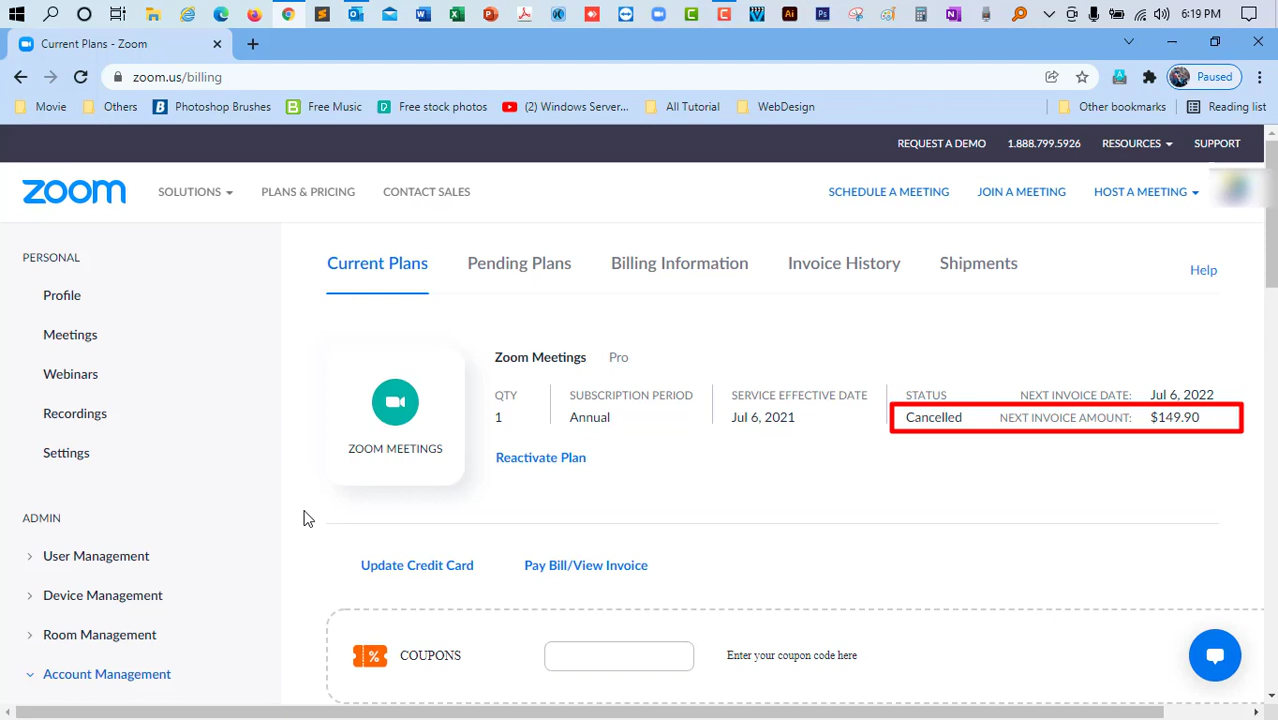 6:19 PM
Current Plans - Zoom
zoom.us/billing
Paused
Movie
Others
B
Photoshop Brushes
Free Music
D
Free stock photos
(2) Windows Server...
All Tutorial
WebDesign
Other bookmarks
Reading list
REQUEST A DEMO
1.888.799.5926
RESOURCES
SUPPORT
zoom
SOLUTIONS
PLANS & PRICING
CONTACT SALES
SCHEDULE A MEETING
JOIN A MEETING
HOST A MEETING
PERSONAL
Profile
Meetings
Webinars
Recordings
Settings
ADMIN
User Management
Device Management
Room Management
Account Management
Current Plans
Pending Plans
Billing Information
Invoice History
Shipments
Help
ZOOM MEETINGS
Zoom Meetings Pro
QTY
1
SUBSCRIPTION PERIOD
Annual
SERVICE EFFECTIVE DATE
Jul 6, 2021
STATUS
Cancelled
NEXT INVOICE DATE: Jul 6, 2022
NEXT INVOICE AMOUNT: $149.90
Reactivate Plan
Update Credit Card
Pay Bill/View Invoice
%
COUPONS
Enter your coupon code here